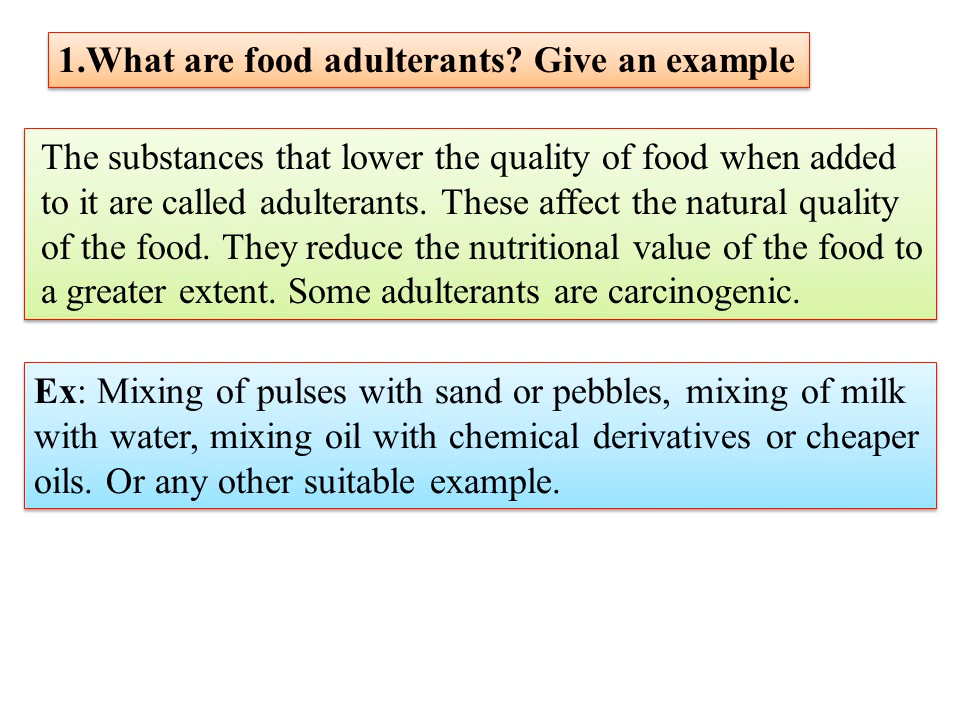 1.What are food adulterants? Give an example
The substances that lower the quality of food when added
to it are called adulterants. These affect the natural quality
of the food. They reduce the nutritional value of the food to
a greater extent. Some adulterants are carcinogenic.
Ex: Mixing of pulses with sand or pebbles, mixing of milk
with water, mixing oil with chemical derivatives or cheaper
oils. Or any other suitable example.